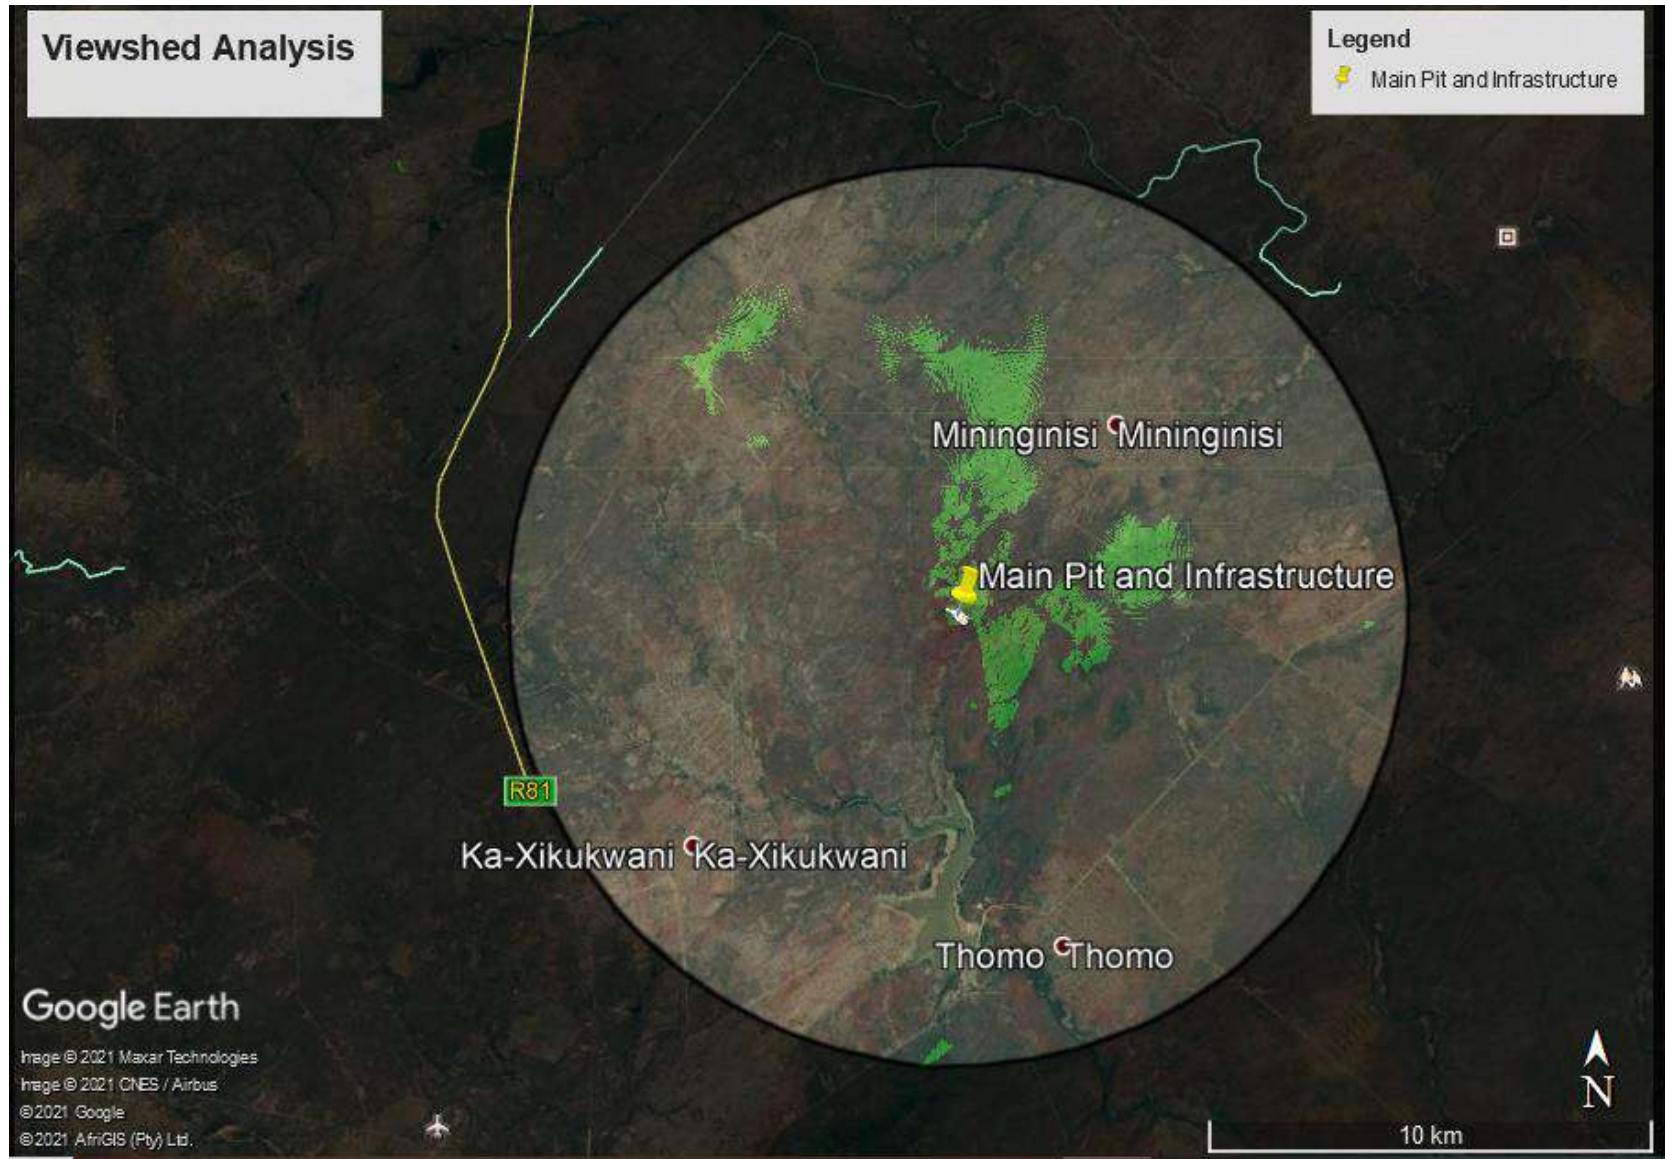 Viewshed Analysis
Legend
Main Pit and Infrastructure
Mininginisi Mininginisi
Main Pit and Infrastructure
R81
Ka-Xikukwani Ka-Xikukwani
Thomo Thomo
Google Earth
Image © 2021 Maxar Technologies
Image © 2021 CNES / Airbus
© 2021 Google
© 2021 AfriGIS (Pty) Ltd.
N
10 km